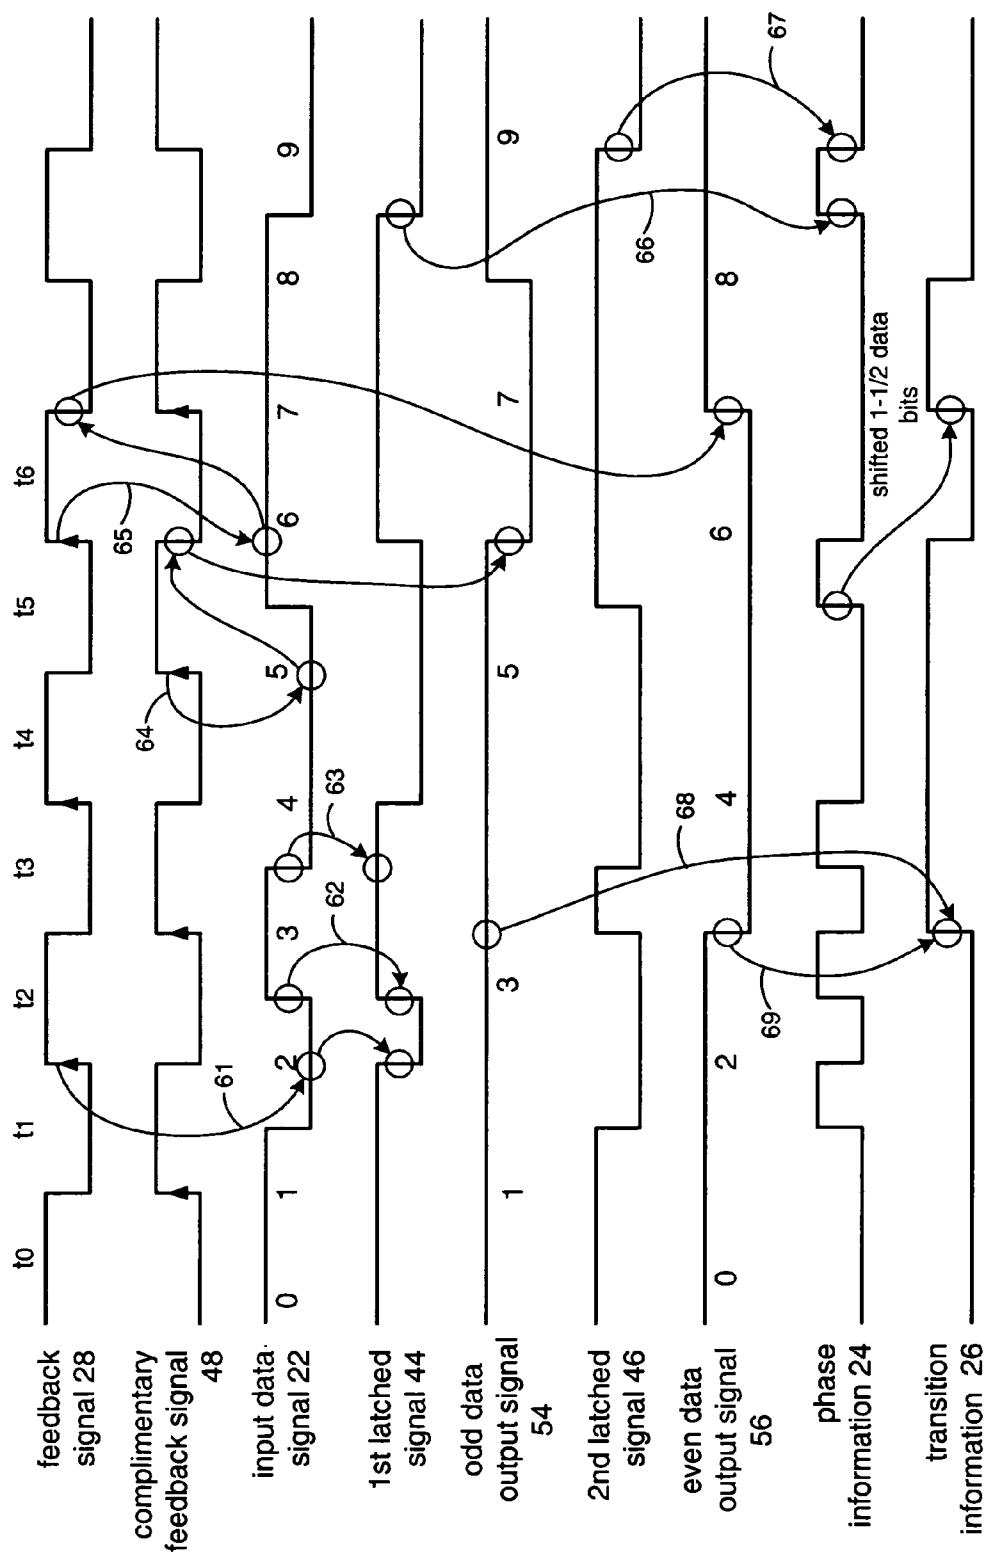 t0 t1 t2 t3 t4 t5 t6
feedback
signal 28
complimentary
feedback signal
48
64
65
input data
signal 22
0 1 2 3 4 5 6 7 8 9
61
62
63
1st latched
signal 44
odd data
output signal
54
1 3 5 7 9
2nd latched
signal 46
66
67
68
even data
output signal
56
0 2 4 6 8
69
phase
information 24
shifted 1-1/2 data
bits
transition
information 26